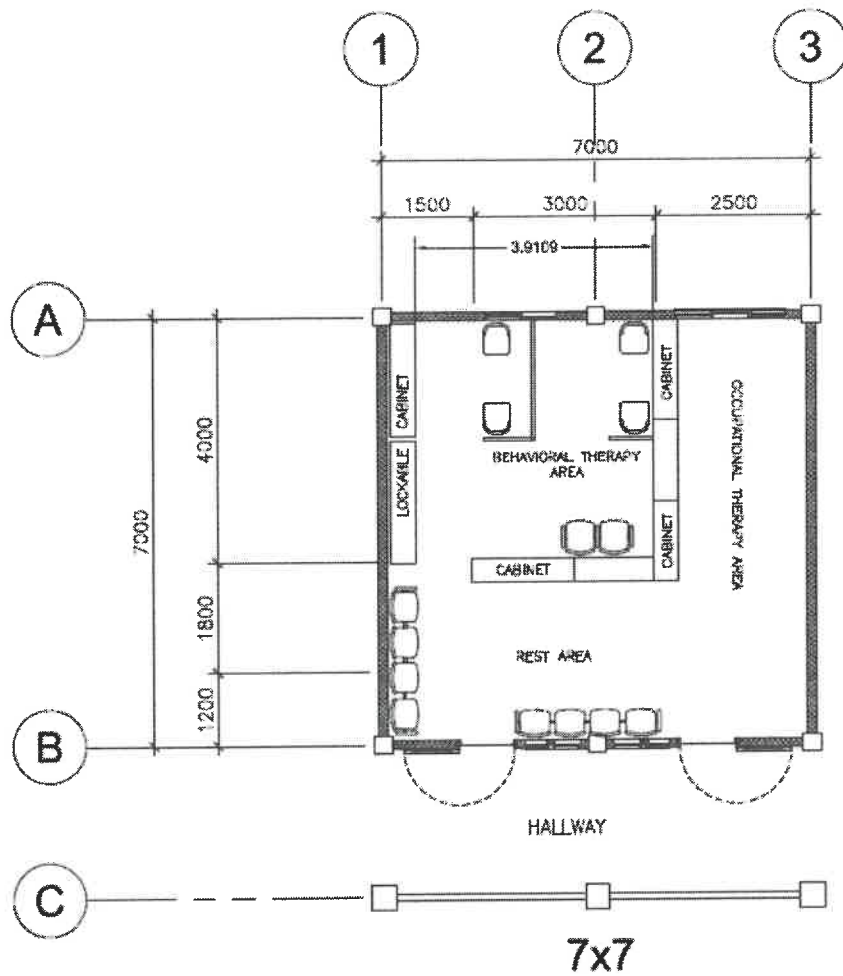 1
2
3
7000
1500
3000
2500
3.9109
A
CABINET
CABINET
OCCUPATIONAL THERAPY AREA
4000
BEHAVIORAL THERAPY
AREA
LOCKABLE
7000
CABINET
CABINET
1800
REST AREA
1200
B
HALLWAY
C
7x7